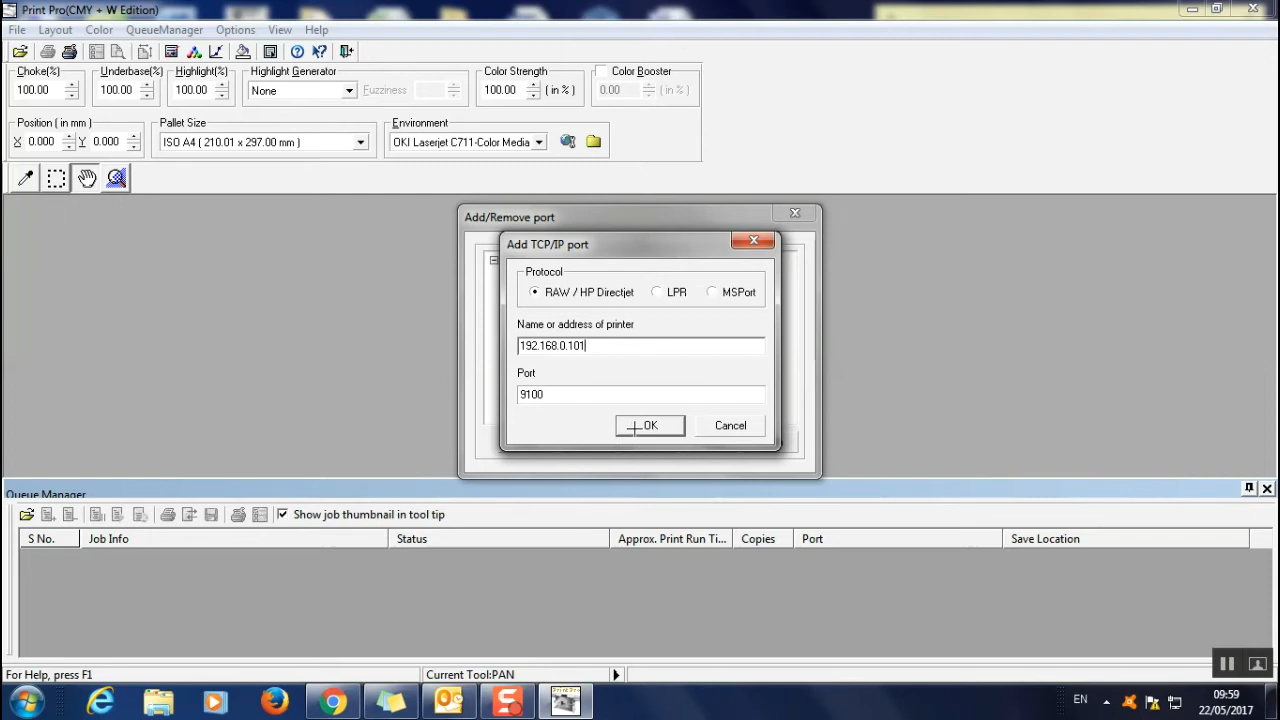 Print Pro(CMY + W Edition)
File Layout Color QueueManager Options View Help
Choke(%) Underbase(%) Highlight(%) Highlight Generator Color Strength Color Booster
100.00 100.00 100.00 None Fuzziness 100.00 ( in % ) 0.00 ( in % )
Position ( in mm ) Pallet Size Environment
X 0.000 Y 0.000 ISO A4 ( 210.01 x 297.00 mm ) OKI Laserjet C711-Color Media
Add/Remove port
Add TCP/IP port
Protocol
RAW / HP Directjet LPR MSPort
Name or address of printer
192.168.0.101
Port
9100
OK Cancel
Queue Manager
Show job thumbnail in tool tip
S No. Job Info Status Approx. Print Run Ti... Copies Port Save Location
For Help, press F1 Current Tool:PAN
EN 09:59
22/05/2017